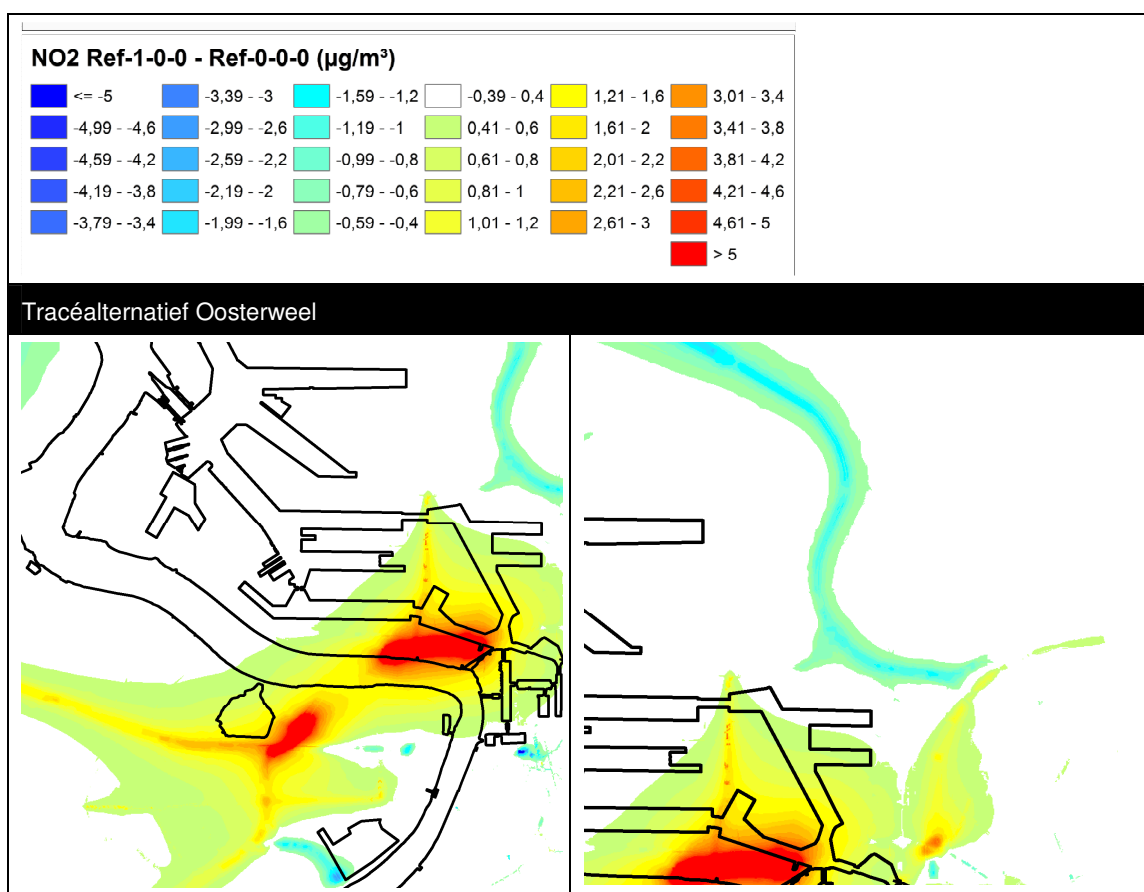 NO2 Ref-1-0-0 - Ref-0-0-0 (µg/m³)
<= -5 -3,39 - -3 -1,59 - -1,2 -0,39 - 0,4 1,21 - 1,6 3,01 - 3,4
-4,99 - -4,6 -2,99 - -2,6 -1,19 - -1 0,41 - 0,6 1,61 - 2 3,41 - 3,8
-4,59 - -4,2 -2,59 - -2,2 -0,99 - -0,8 0,61 - 0,8 2,01 - 2,2 3,81 - 4,2
-4,19 - -3,8 -2,19 - -2 -0,79 - -0,6 0,81 - 1 2,21 - 2,6 4,21 - 4,6
-3,79 - -3,4 -1,99 - -1,6 -0,59 - -0,4 1,01 - 1,2 2,61 - 3 4,61 - 5
> 5
Tracéalternatief Oosterweel